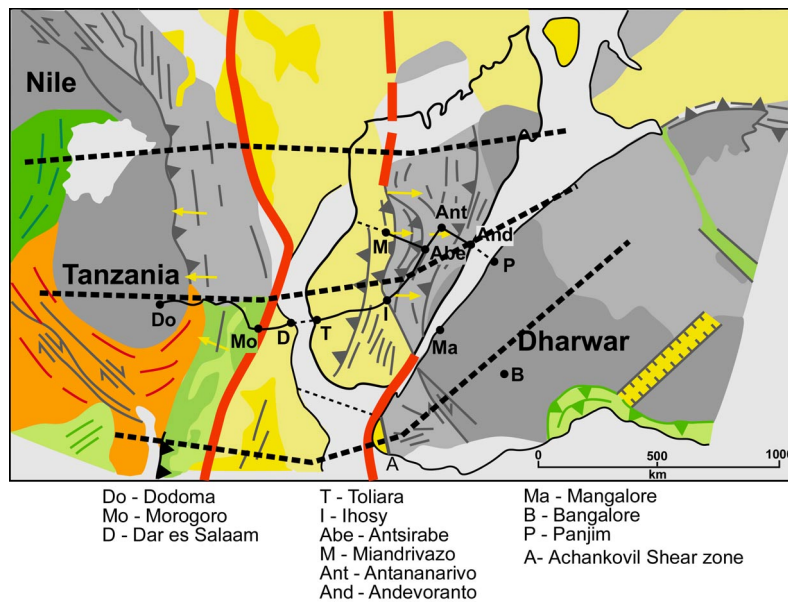 Nile
Ant
And
M
Abe
P
Tanzania
I
Do
Mo
D
T
Ma
Dharwar
B
A
0 500 1000
km
Do - Dodoma
Mo - Morogoro
D - Dar es Salaam
T - Toliara
I - Ihosy
Abe - Antsirabe
M - Miandrivazo
Ant - Antananarivo
And - Andevoranto
Ma - Mangalore
B - Bangalore
P - Panjim
A- Achankovil Shear zone